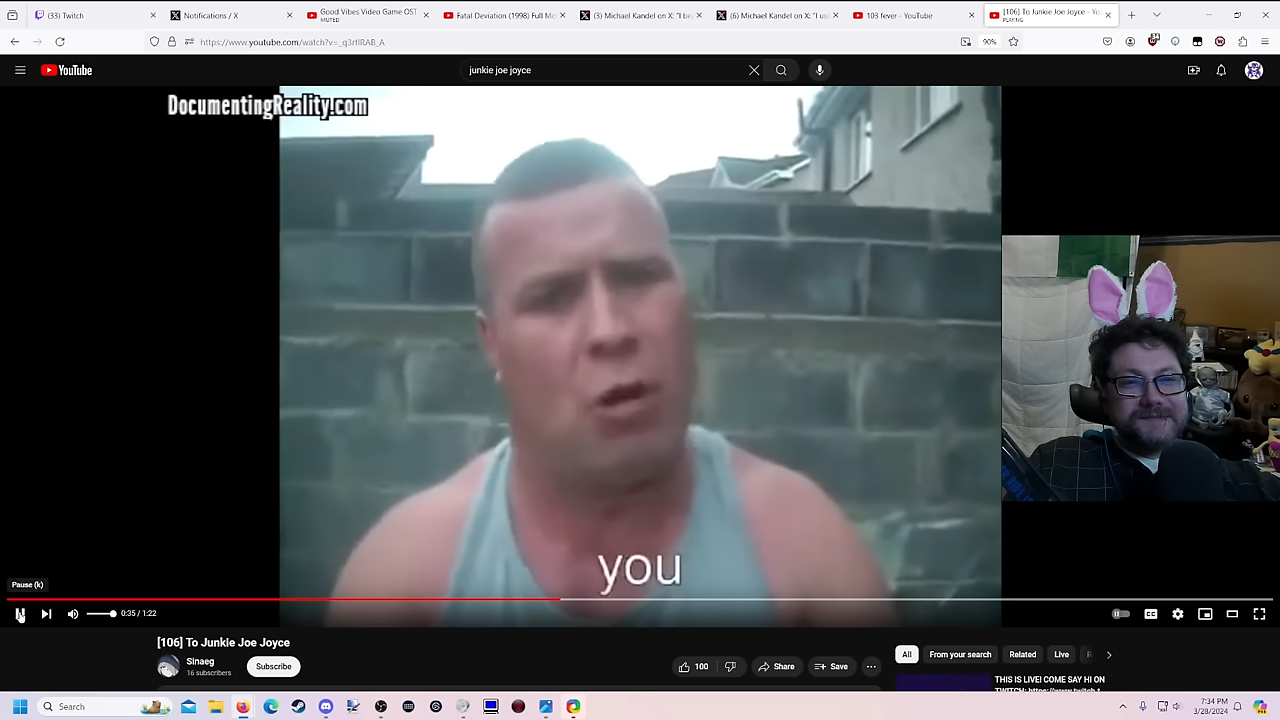 (33) Twitch
Notifications / X
Good Vibes Video Game OST
MUTED
Fatal Deviation (1998) Full Mo
(3) Michael Kandel on X: "I be
(3) Michael Kandel on X: "I us
103 fever - YouTube
[106] To Junkie Joe Joyce - Yo
PLAYING
https://www.youtube.com/watch?v=_q3rtlRAB_A
90%
YouTube
junkie joe joyce
DocumentingReality.com
you
Pause (k)
0:35 / 1:22
[106] To Junkie Joe Joyce
Sinaeg
16 subscribers
Subscribe
100
Share
Save
All
From your search
Related
Live
THIS IS LIVE! COME SAY HI ON
Search
7:34 PM
3/28/2024